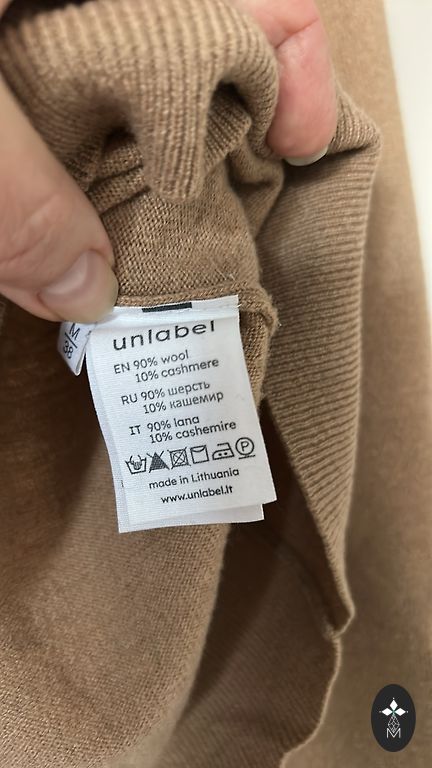 unlabel
EN 90% wool
10% cashmere
RU 90% шерсть
10% кашемир
IT 90% lana
10% cashemire
P
made in Lithuania
www.unlabel.lt
M
38
M